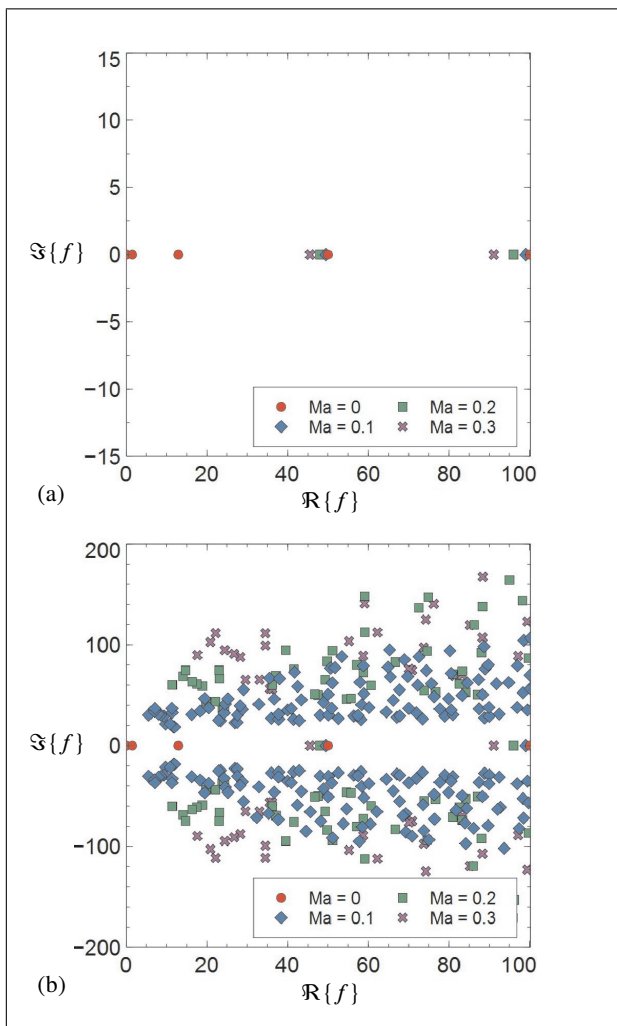 15
10
5
ℑ{f} 0
−5
−10
Ma = 0 Ma = 0.2
Ma = 0.1 Ma = 0.3
−15
0 20 40 60 80 100
(a) ℜ{f}
200
100
ℑ{f} 0
−100
Ma = 0 Ma = 0.2
Ma = 0.1 Ma = 0.3
−200
0 20 40 60 80 100
(b) ℜ{f}